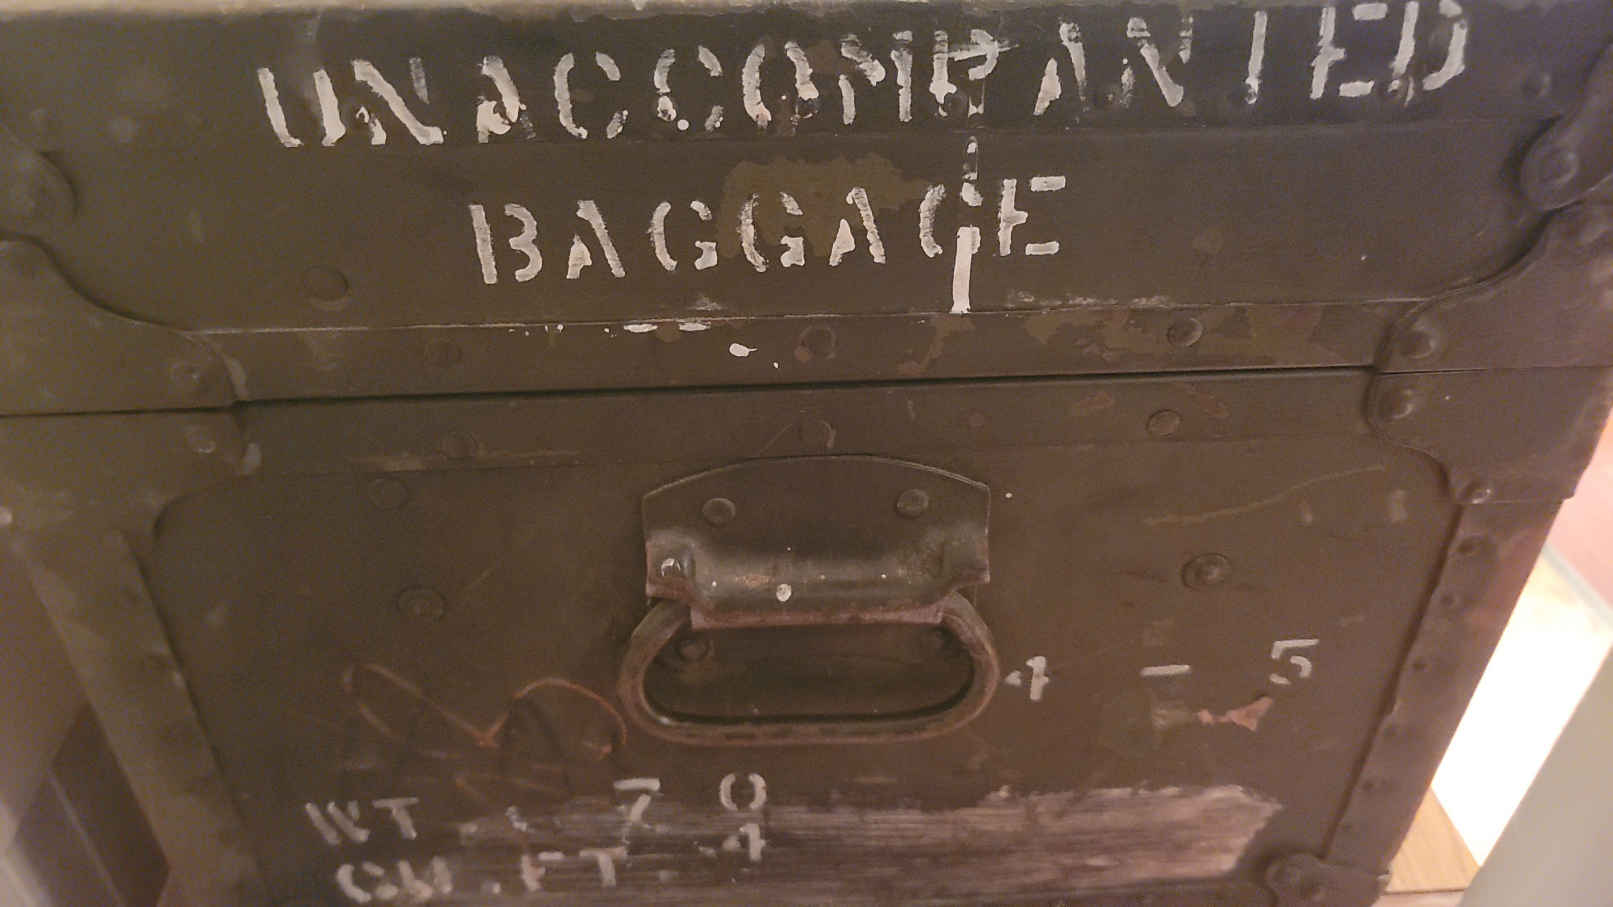 UNACCOMPANIED
BAGGAGE
4 - 5
WT . 70
CU . FT . 4